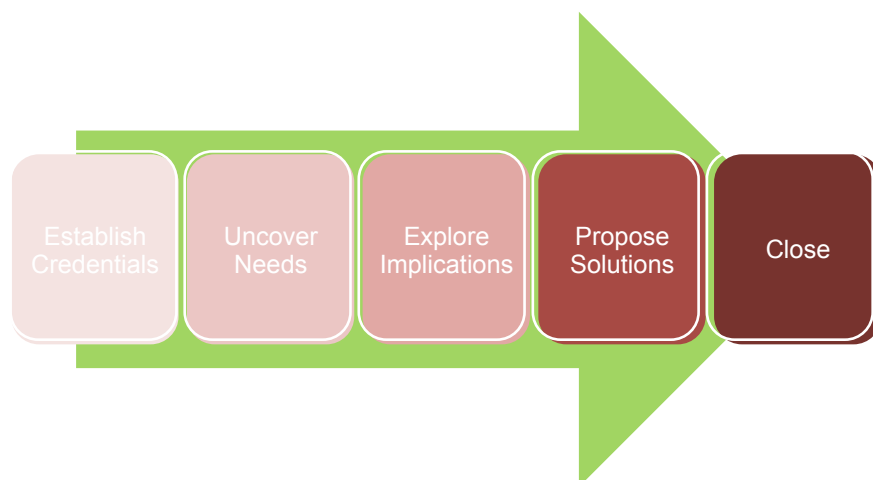 Establish
Credentials
Uncover
Needs
Explore
Implications
Propose
Solutions
Close